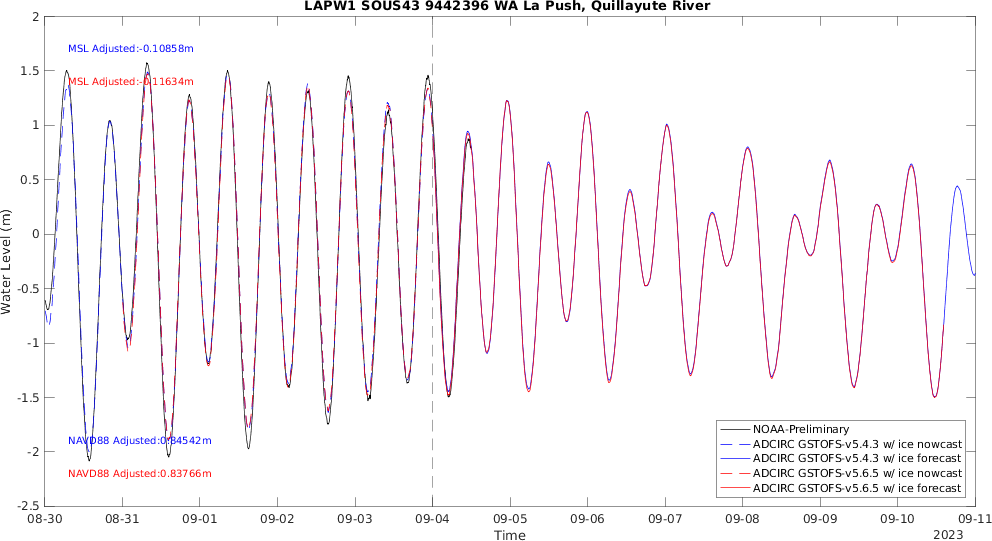 LAPW1 SOUS43 9442396 WA La Push, Quillayute River
2
1.5
1
0.5
0
-0.5
-1
-1.5
-2
-2.5
Water Level (m)
MSL Adjusted:-0.10858m
MSL Adjusted:-0.11634m
NAVD88 Adjusted:0.84542m
NAVD88 Adjusted:0.83766m
NOAA-Preliminary
ADCIRC GSTOFS-v5.4.3 w/ ice nowcast
ADCIRC GSTOFS-v5.4.3 w/ ice forecast
ADCIRC GSTOFS-v5.6.5 w/ ice nowcast
ADCIRC GSTOFS-v5.6.5 w/ ice forecast
08-30 08-31 09-01 09-02 09-03 09-04 09-05 09-06 09-07 09-08 09-09 09-10 09-11
Time
2023